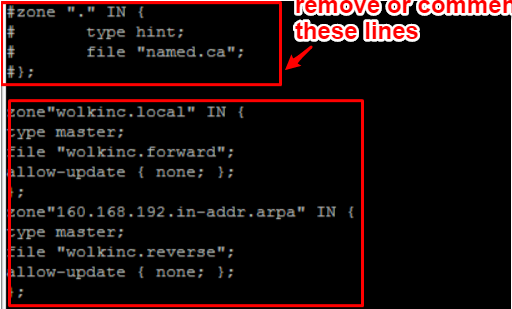 remove or commen
these lines
#zone "." IN {
# type hint;
# file "named.ca";
#};
zone"wolkinc.local" IN {
type master;
file "wolkinc.forward";
allow-update { none; };
};
zone"160.168.192.in-addr.arpa" IN {
type master;
file "wolkinc.reverse";
allow-update { none; };
};